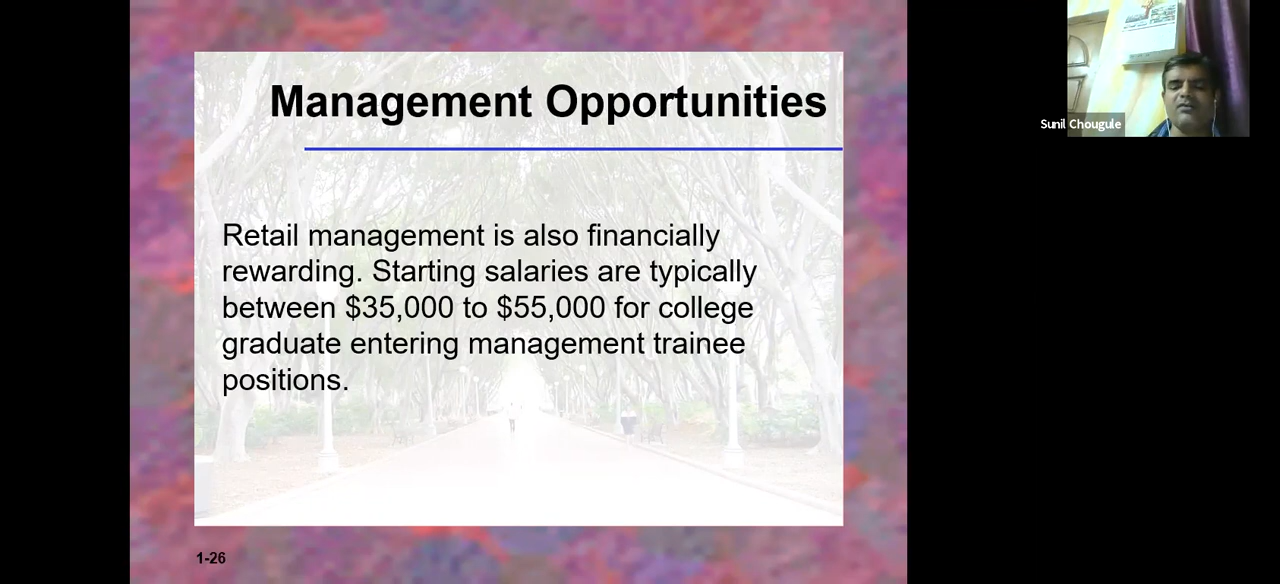 Management Opportunities
Retail management is also financially
rewarding. Starting salaries are typically
between $35,000 to $55,000 for college
graduate entering management trainee
positions.
1-26
Sunil Chougule